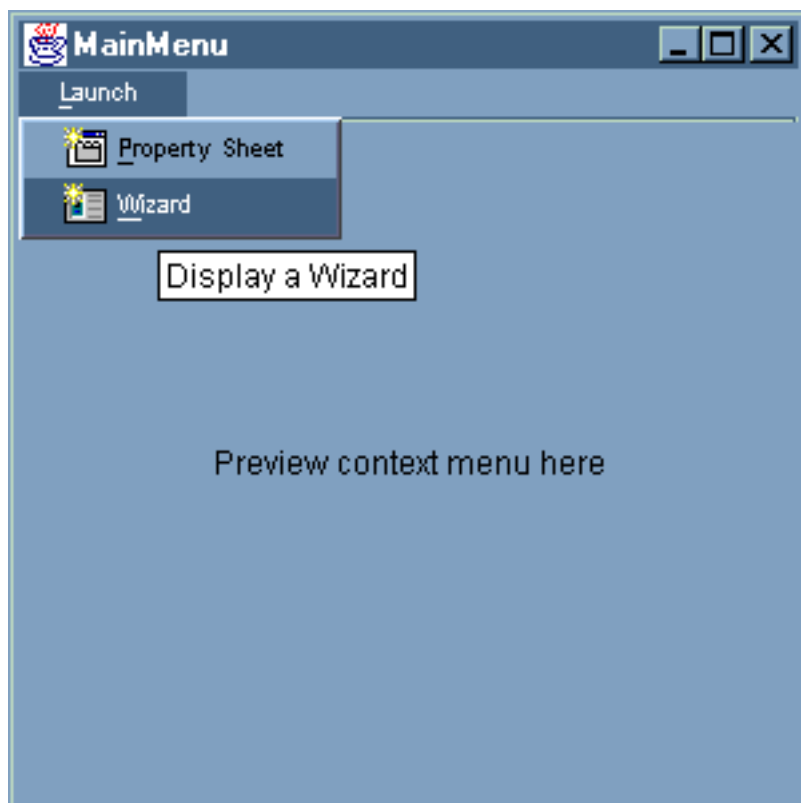 MainMenu
Launch
Property Sheet
Wizard
Display a Wizard
Preview context menu here